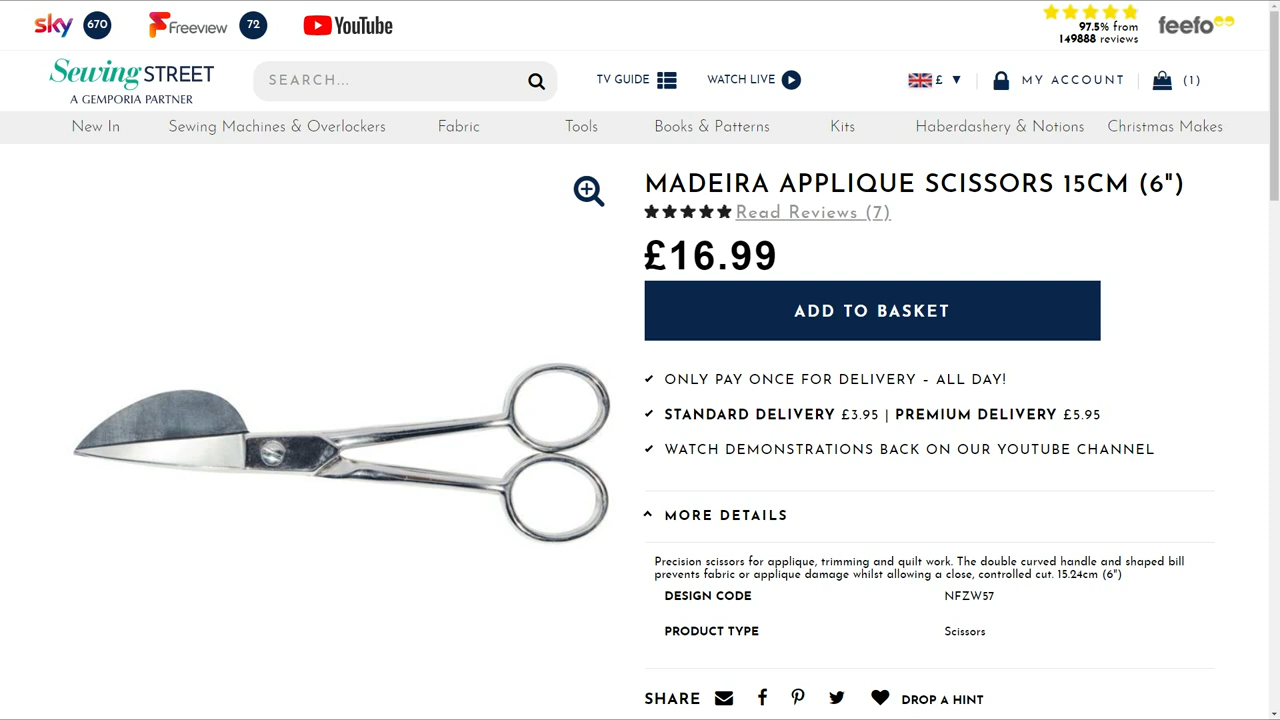 sky 670 Freeview 72 YouTube
97.5% from
149888 reviews
feefo
Sewing STREET
A GEMPORIA PARTNER
SEARCH...
TV GUIDE
WATCH LIVE
£ ▼
MY ACCOUNT
(1)
New In Sewing Machines & Overlockers Fabric Tools Books & Patterns Kits Haberdashery & Notions Christmas Makes
MADEIRA APPLIQUE SCISSORS 15CM (6")
Read Reviews (7)
£16.99
ADD TO BASKET
ONLY PAY ONCE FOR DELIVERY – ALL DAY!
STANDARD DELIVERY £3.95 | PREMIUM DELIVERY £5.95
WATCH DEMONSTRATIONS BACK ON OUR YOUTUBE CHANNEL
MORE DETAILS
Precision scissors for applique, trimming and quilt work. The double curved handle and shaped bill
prevents fabric or applique damage whilst allowing a close, controlled cut. 15.24cm (6")
DESIGN CODE NFZW57
PRODUCT TYPE Scissors
SHARE DROP A HINT